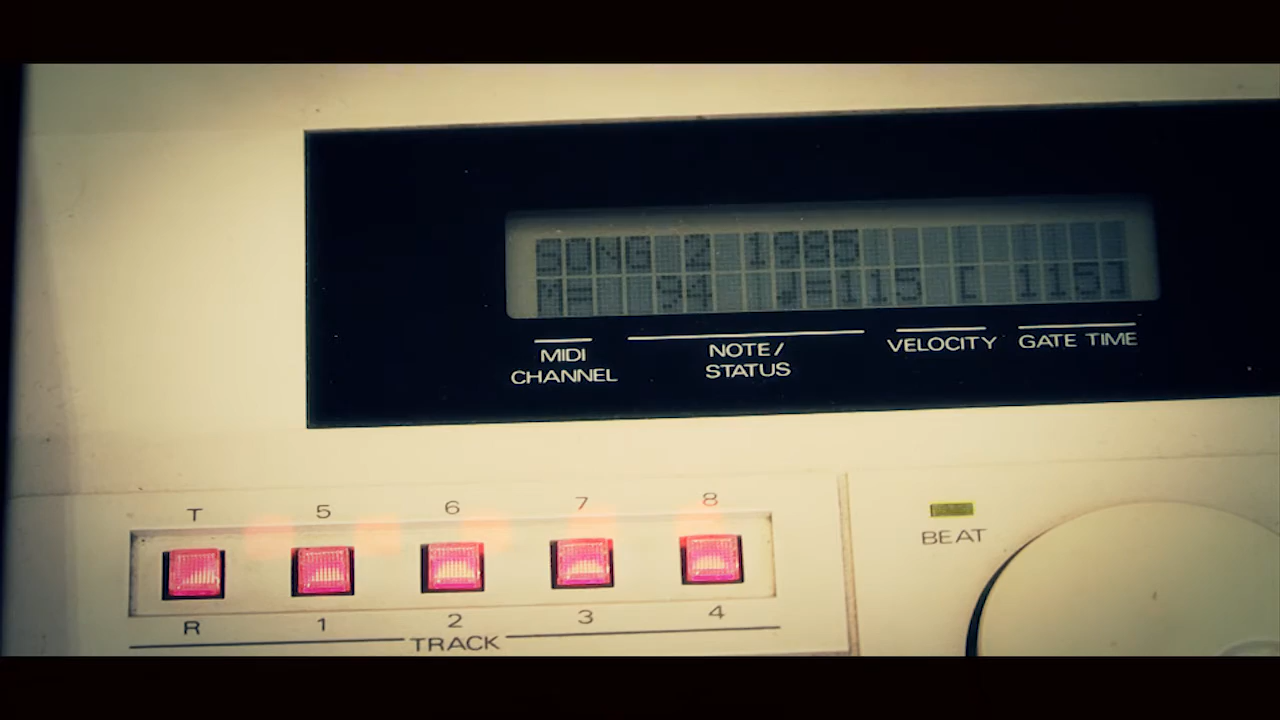 SONG 2 1985
M= 94 ♩=115 [ 115]
MIDI CHANNEL
NOTE/ STATUS
VELOCITY
GATE TIME
T 5 6 7 8
R 1 2 3 4
TRACK
BEAT